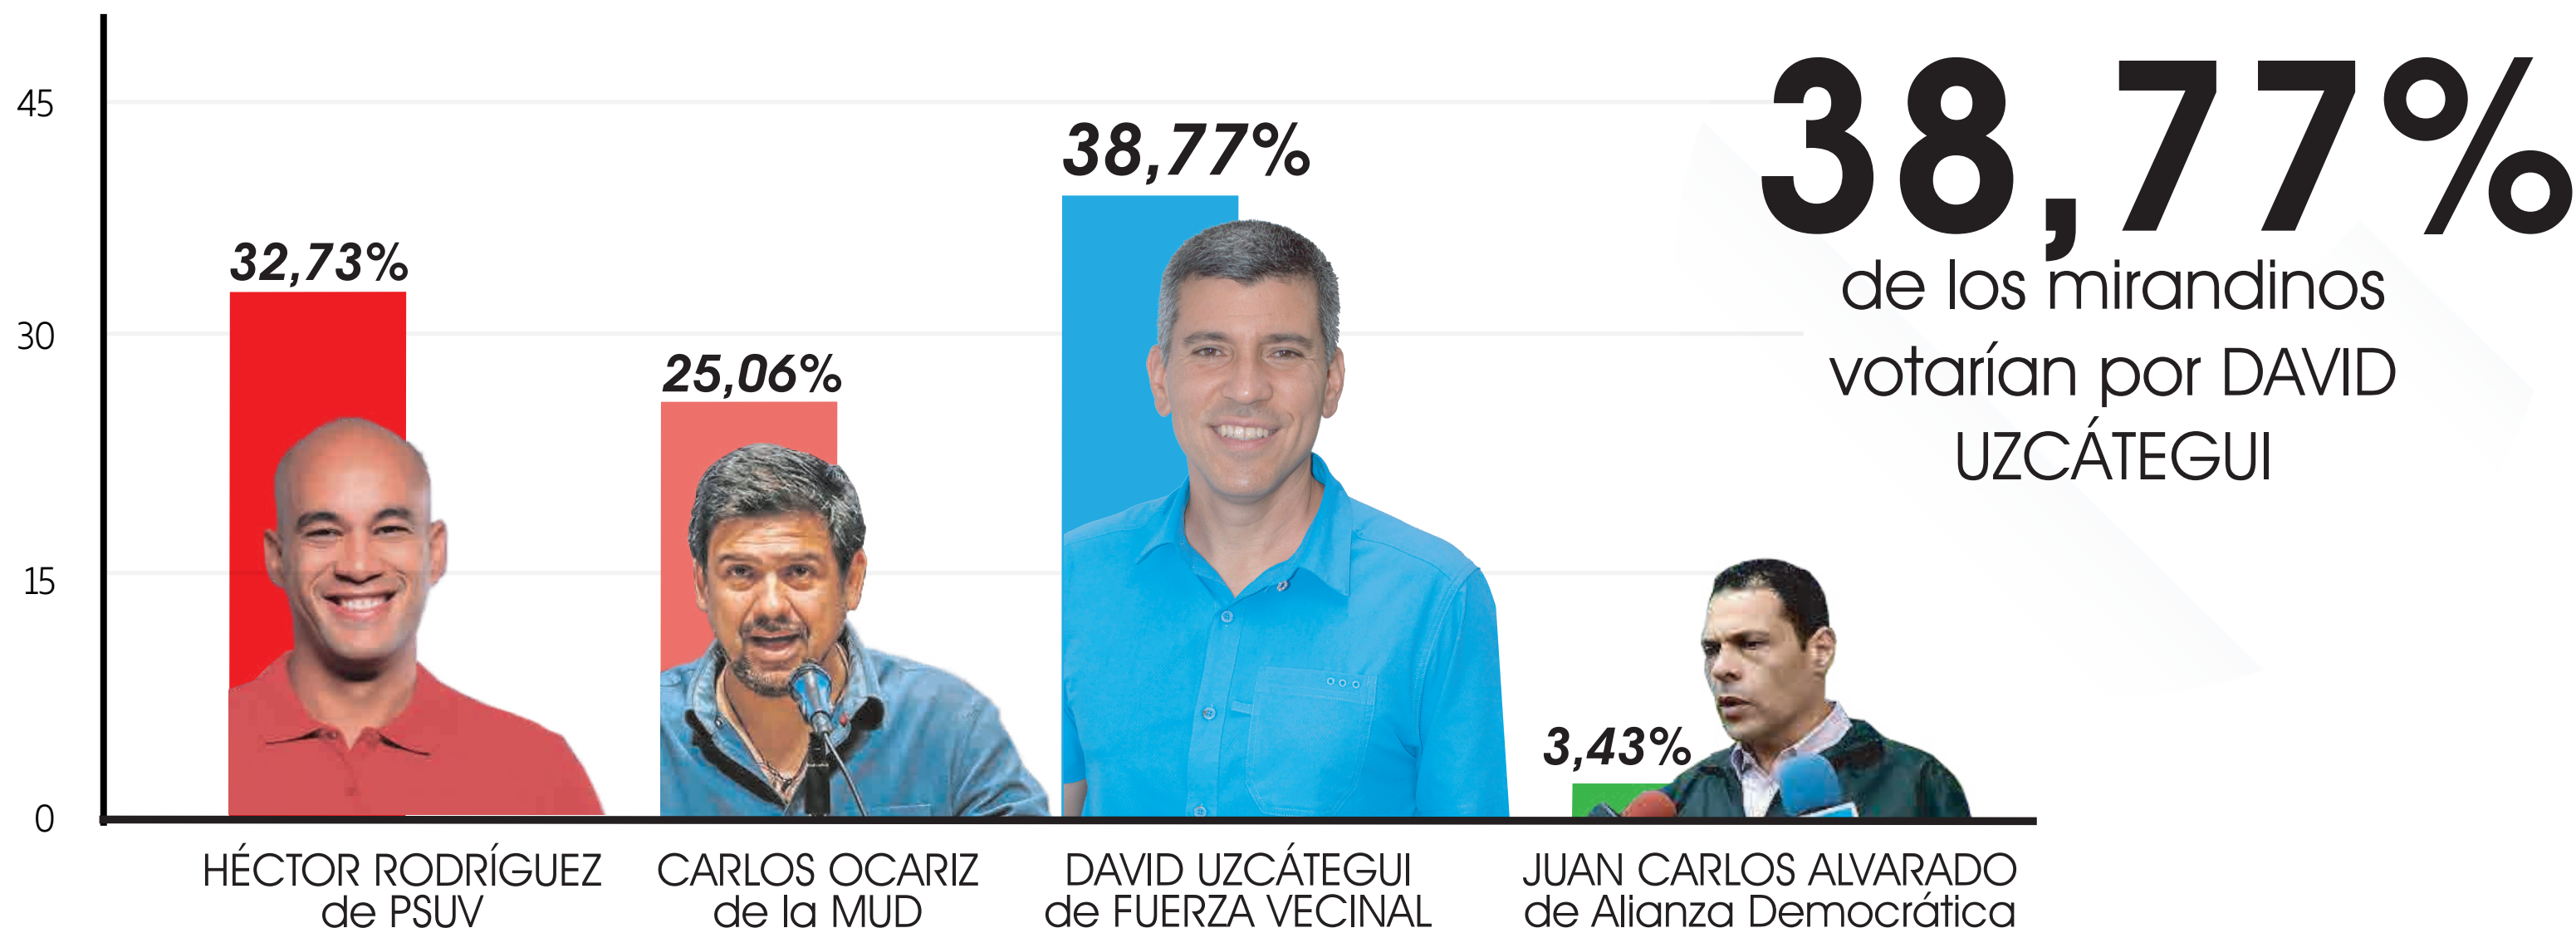 45
30
15
0
32,73%
25,06%
38,77%
3,43%
38,77%
de los mirandinos
votarían por DAVID
UZCÁTEGUI
HÉCTOR RODRÍGUEZ
de PSUV
CARLOS OCARIZ
de la MUD
DAVID UZCÁTEGUI
de FUERZA VECINAL
JUAN CARLOS ALVARADO
de Alianza Democrática